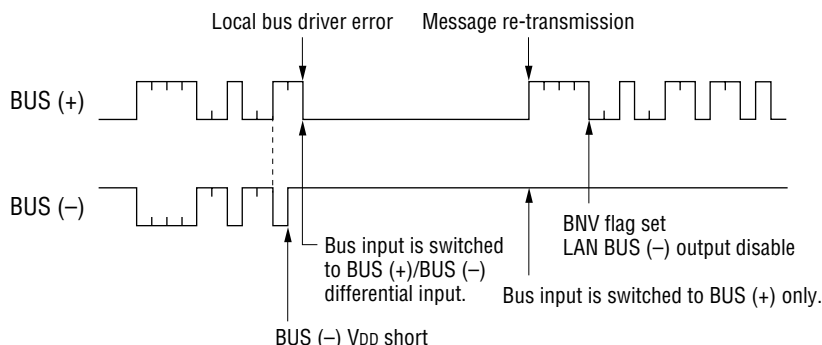 Local bus driver error
Message re-transmission
BUS (+)
BUS (–)
BNV flag set
LAN BUS (–) output disable
Bus input is switched
to BUS (+)/BUS (–)
differential input.
Bus input is switched to BUS (+) only.
BUS (–) VDD short